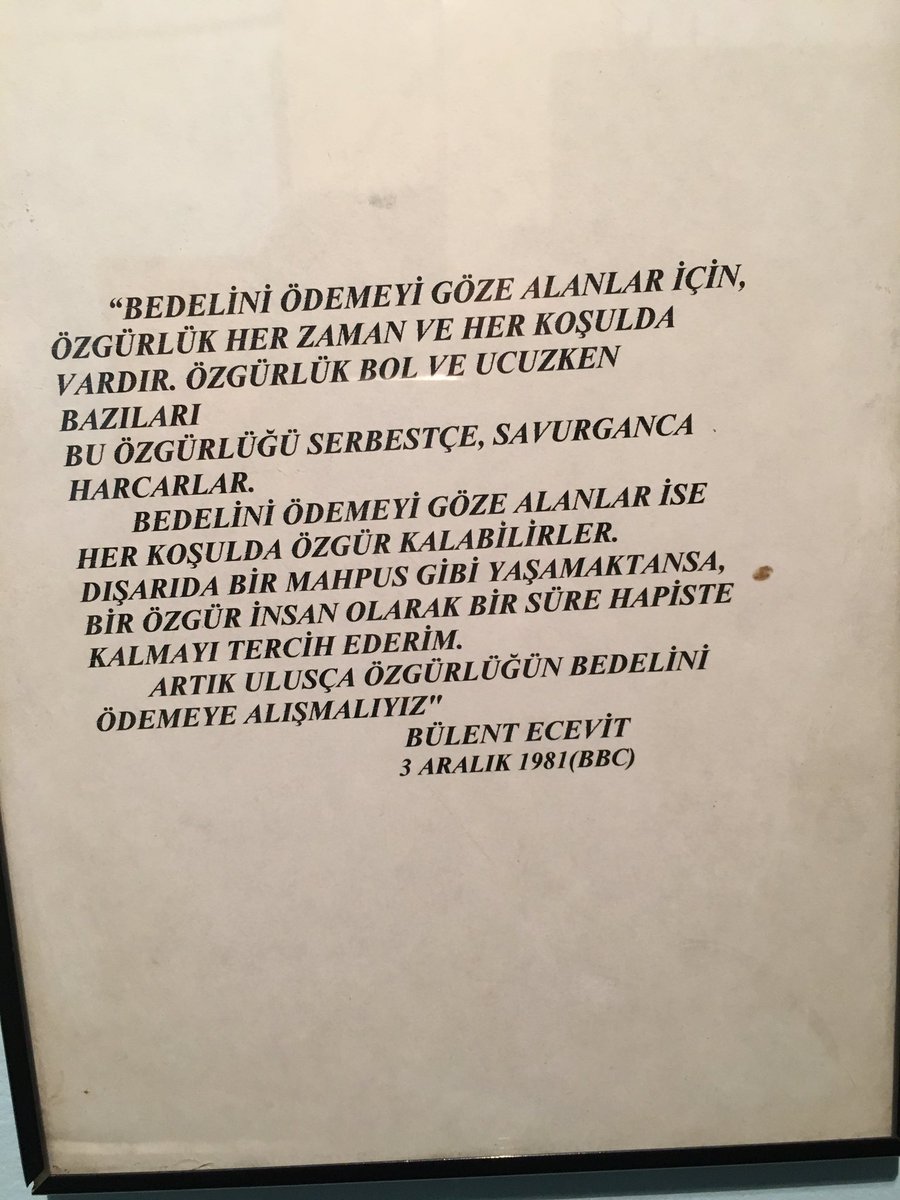 “BEDELİNİ ÖDEMEYİ GÖZE ALANLAR İÇİN,
ÖZGÜRLÜK HER ZAMAN VE HER KOŞULDA
VARDIR. ÖZGÜRLÜK BOL VE UCUZKEN
BAZILARI
BU ÖZGÜRLÜĞÜ SERBESTÇE, SAVURGANCA
HARCARLAR.
BEDELİNİ ÖDEMEYİ GÖZE ALANLAR İSE
HER KOŞULDA ÖZGÜR KALABİLİRLER.
DIŞARIDA BİR MAHPUS GİBİ YAŞAMAKTANSA,
BİR ÖZGÜR İNSAN OLARAK BİR SÜRE HAPİSTE
KALMAYI TERCİH EDERİM.
ARTIK ULUSÇA ÖZGÜRLÜĞÜN BEDELİNİ
ÖDEMEYE ALIŞMALIYIZ"
BÜLENT ECEVİT
3 ARALIK 1981(BBC)